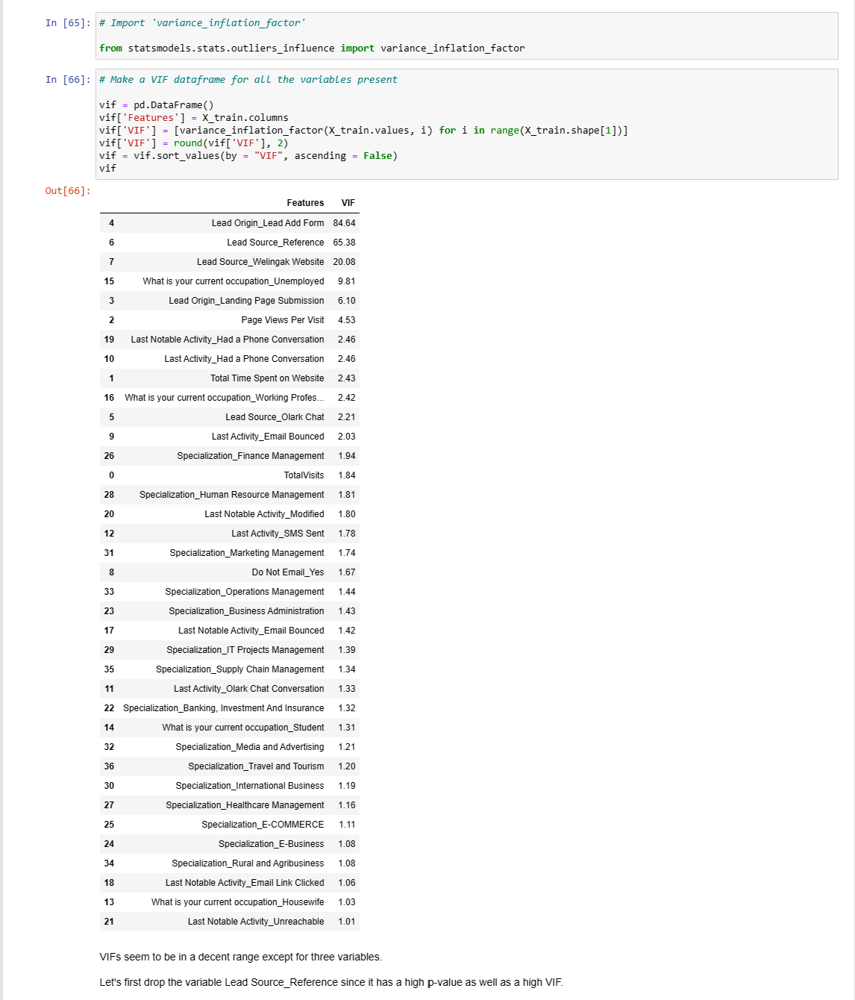 In [65]: # Import 'variance_inflation_factor'
from statsmodels.stats.outliers_influence import variance_inflation_factor
In [66]: # Make a VIF dataframe for all the variables present
vif = pd.DataFrame()
vif['Features'] = X_train.columns
vif['VIF'] = [variance_inflation_factor(X_train.values, i) for i in range(X_train.shape[1])]
vif['VIF'] = round(vif['VIF'], 2)
vif = vif.sort_values(by = "VIF", ascending = False)
vif
Out[66]:
Features VIF
4 Lead Origin_Lead Add Form 84.64
6 Lead Source_Reference 65.38
7 Lead Source_Welingak Website 20.08
15 What is your current occupation_Unemployed 9.81
3 Lead Origin_Landing Page Submission 6.10
2 Page Views Per Visit 4.53
19 Last Notable Activity_Had a Phone Conversation 2.46
10 Last Activity_Had a Phone Conversation 2.46
1 Total Time Spent on Website 2.43
16 What is your current occupation_Working Profes... 2.42
5 Lead Source_Olark Chat 2.21
9 Last Activity_Email Bounced 2.03
26 Specialization_Finance Management 1.94
0 TotalVisits 1.84
28 Specialization_Human Resource Management 1.81
20 Last Notable Activity_Modified 1.80
12 Last Activity_SMS Sent 1.78
31 Specialization_Marketing Management 1.74
8 Do Not Email_Yes 1.67
33 Specialization_Operations Management 1.44
23 Specialization_Business Administration 1.43
17 Last Notable Activity_Email Bounced 1.42
29 Specialization_IT Projects Management 1.39
35 Specialization_Supply Chain Management 1.34
11 Last Activity_Olark Chat Conversation 1.33
22 Specialization_Banking, Investment And Insurance 1.32
14 What is your current occupation_Student 1.31
32 Specialization_Media and Advertising 1.21
36 Specialization_Travel and Tourism 1.20
30 Specialization_International Business 1.19
27 Specialization_Healthcare Management 1.16
25 Specialization_E-COMMERCE 1.11
24 Specialization_E-Business 1.08
34 Specialization_Rural and Agribusiness 1.08
18 Last Notable Activity_Email Link Clicked 1.06
13 What is your current occupation_Housewife 1.03
21 Last Notable Activity_Unreachable 1.01
VIFs seem to be in a decent range except for three variables.
Let's first drop the variable Lead Source_Reference since it has a high p-value as well as a high VIF.